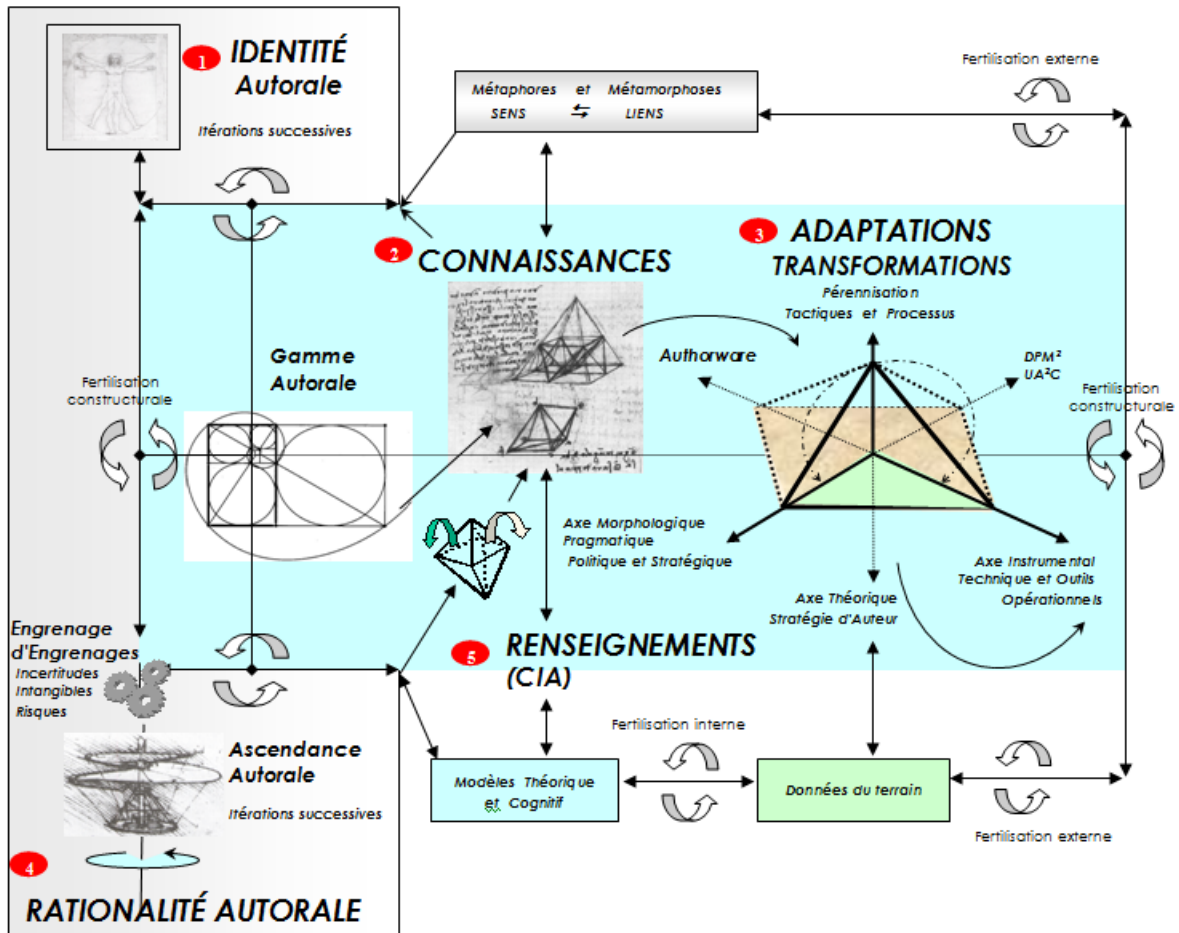 1
IDENTITÉ
Autorale
Itérations successives
Métaphores et Métamorphoses
SENS ⇆ LIENS
Fertilisation externe
2
CONNAISSANCES
3
ADAPTATIONS
TRANSFORMATIONS
Pérennisation
Tactiques et Processus
Authorware
DPM²
UA²C
Gamme
Autorale
Fertilisation
constructurale
Fertilisation
constructurale
Axe Morphologique
Pragmatique
Politique et Stratégique
Axe Instrumental
Technique et Outils
Opérationnels
Axe Théorique
Stratégie d'Auteur
Engrenage
d'Engrenages
Incertitudes
Intangibles
Risques
5
RENSEIGNEMENTS
(CIA)
Ascendance
Autorale
Itérations successives
Fertilisation interne
Modèles Théorique
et Cognitif
Données du terrain
Fertilisation externe
4
RATIONALITÉ AUTORALE